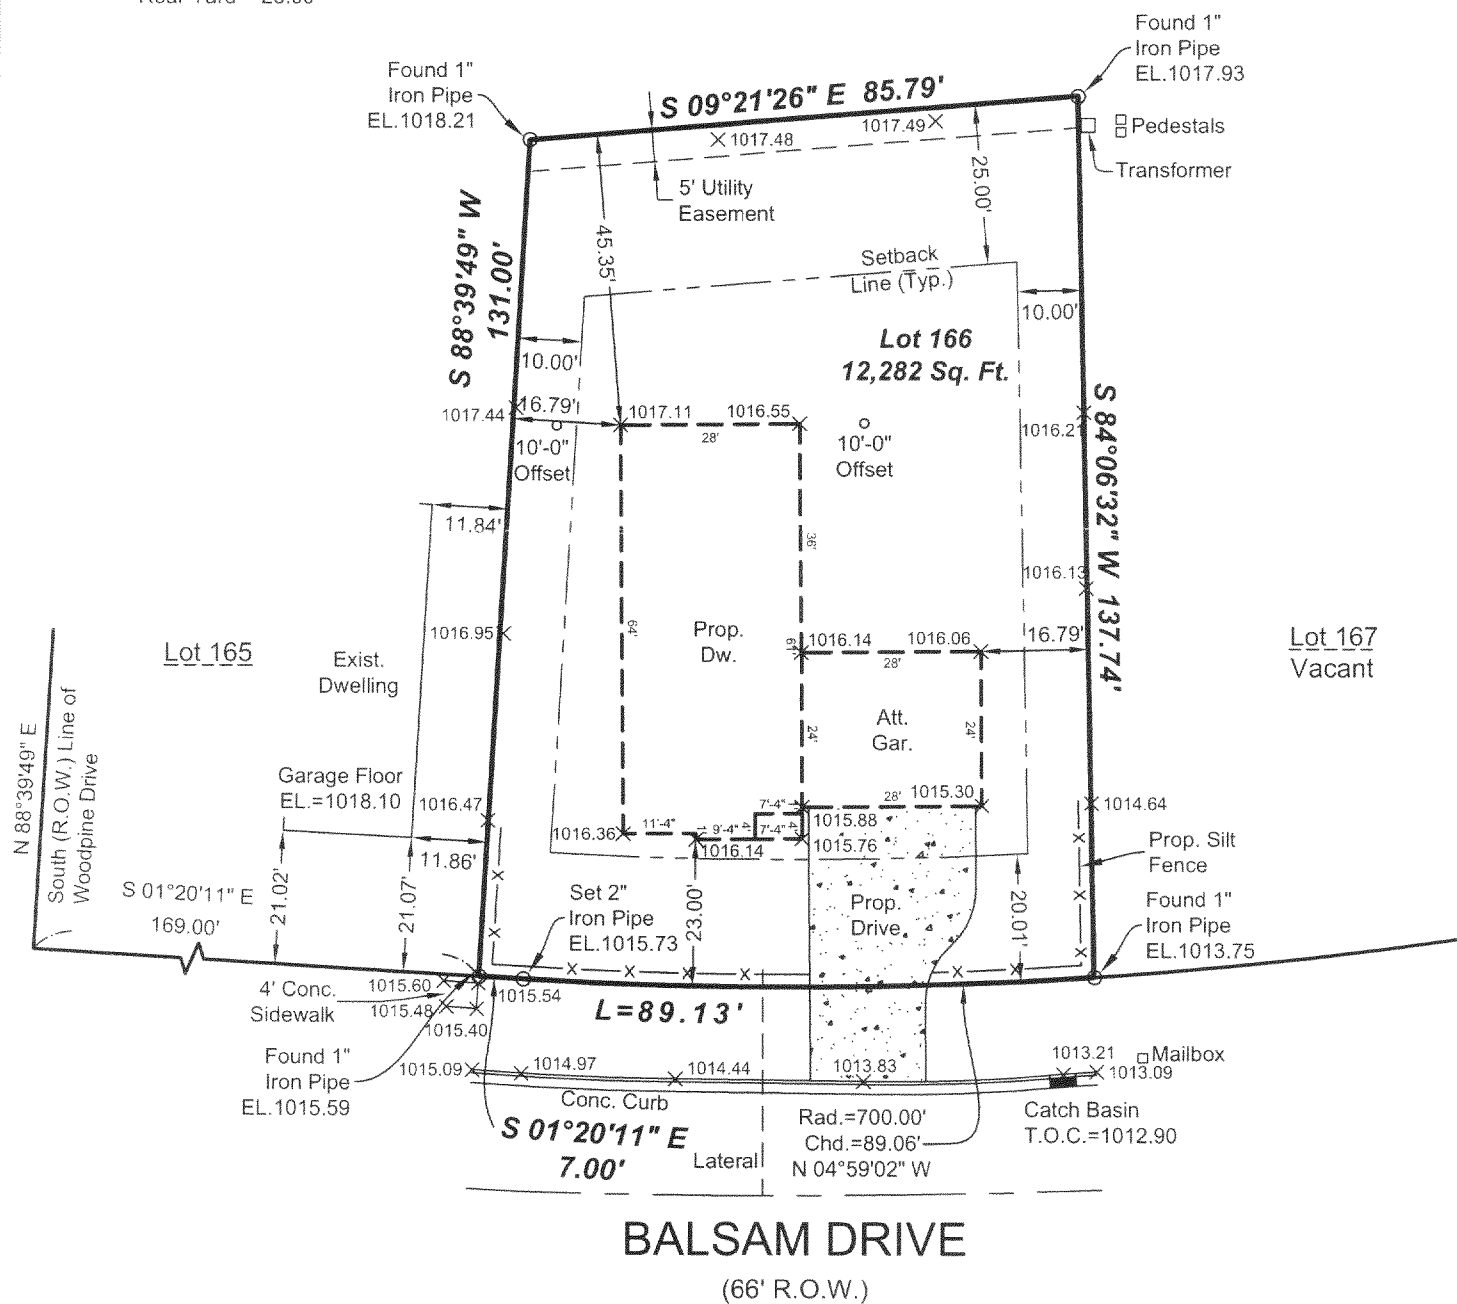 Found 1"
Iron Pipe
EL.1017.93
Found 1"
Iron Pipe
EL.1018.21
S 09°21'26" E 85.79'
1017.48
1017.49
Pedestals
Transformer
5' Utility
Easement
25.00'
45.35'
S 88°39'49" W
131.00'
Setback
Line (Typ.)
10.00'
10.00'
Lot 166
12,282 Sq. Ft.
S 84°06'32" W 137.74'
1017.44
16.79'
1017.11
1016.55
28'
10'-0"
Offset
10'-0"
Offset
1016.21
11.84'
36'
1016.13
64'
Prop.
Dw.
61'
1016.95
1016.14
1016.06
28'
16.79'
Lot 165
Exist.
Dwelling
Lot 167
Vacant
N 88°39'49" E
South (R.O.W.) Line of
Woodpine Drive
Att.
Gar.
24'
24'
Garage Floor
EL.=1018.10
1016.47
7'-4"
28'
1015.30
1014.64
1015.88
1016.36
11'-4"
1'
9'-4"
4'
7'-4"
4'
1016.14
1015.76
Prop. Silt
Fence
11.86'
S 01°20'11" E
169.00'
21.02'
21.07'
Set 2"
Iron Pipe
EL.1015.73
23.00'
Prop.
Drive
20.01'
Found 1"
Iron Pipe
EL.1013.75
4' Conc.
Sidewalk
1015.60
1015.54
1015.48
1015.40
L=89.13'
Found 1"
Iron Pipe
EL.1015.59
1015.09
1014.97
1014.44
1013.83
1013.21
1013.09
Mailbox
Conc. Curb
S 01°20'11" E
7.00'
Lateral
Rad.=700.00'
Chd.=89.06'
N 04°59'02" W
Catch Basin
T.O.C.=1012.90
BALSAM DRIVE
(66' R.O.W.)